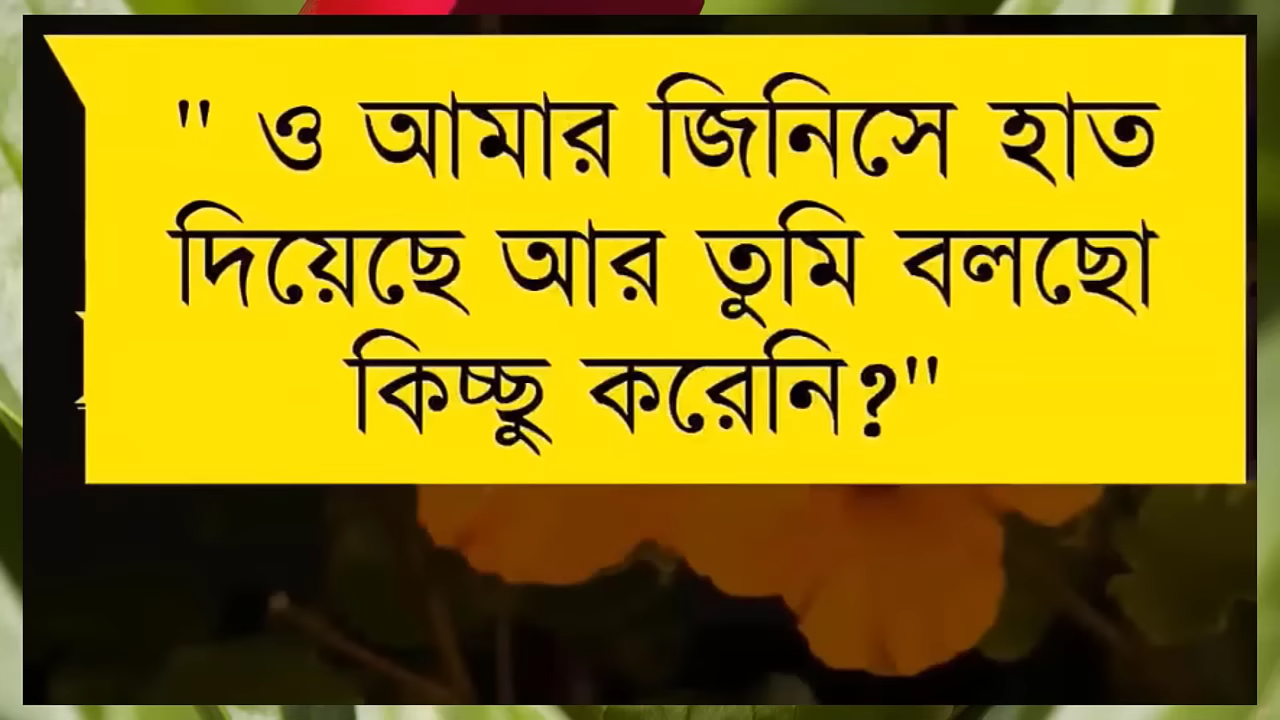 " ও আমার জিনিসে হাত
দিয়েছে আর তুমি বলছো
কিচ্ছু করেনি?"